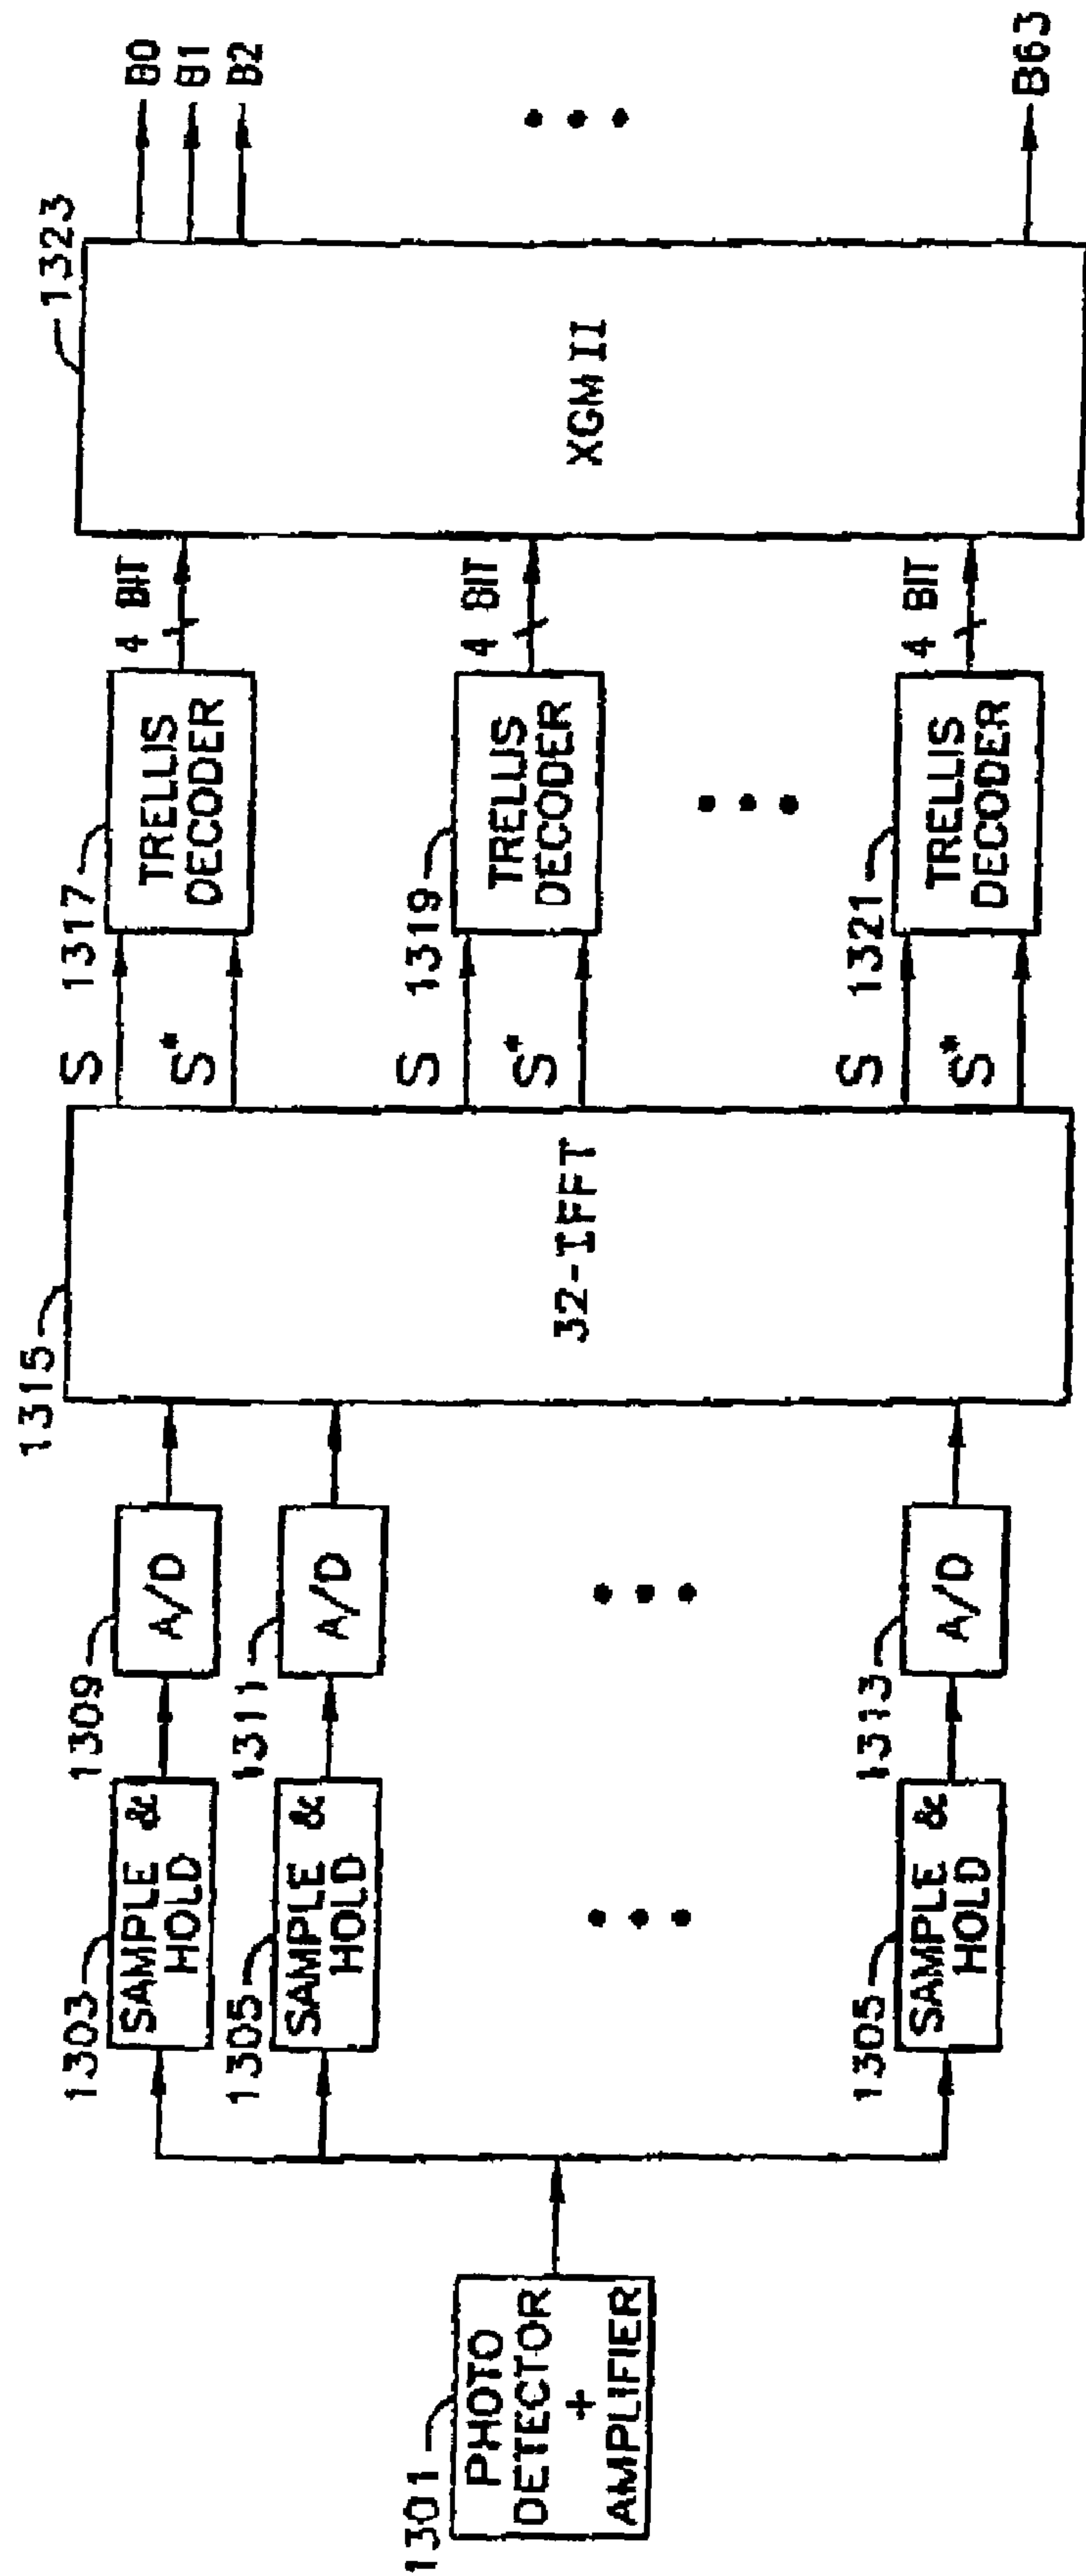 1301
PHOTO
DETECTOR
+
AMPLIFIER
1303
SAMPLE &
HOLD
1305
SAMPLE &
HOLD
1305
SAMPLE &
HOLD
1309
A/D
1311
A/D
1313
A/D
1315
32-IFFT
S
S*
S
S*
S
S*
1317
TRELLIS
DECODER
1319
TRELLIS
DECODER
1321
TRELLIS
DECODER
4 BIT
4 BIT
4 BIT
1323
XGMII
B0
B1
B2
B63